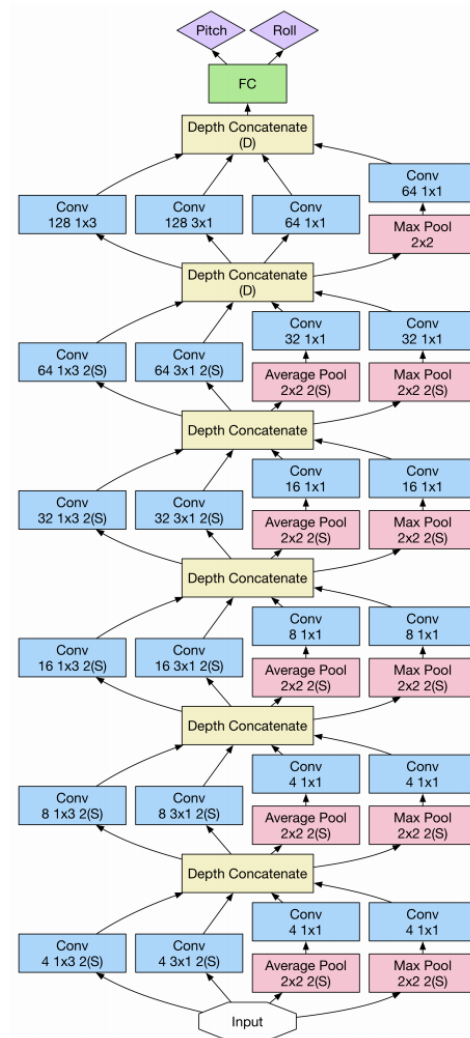 Pitch
Roll
FC
Depth Concatenate
(D)
Conv
128 1x3
Conv
128 3x1
Conv
64 1x1
Conv
64 1x1
Max Pool
2x2
Depth Concatenate
(D)
Conv
64 1x3 2(S)
Conv
64 3x1 2(S)
Conv
32 1x1
Average Pool
2x2 2(S)
Conv
32 1x1
Max Pool
2x2 2(S)
Depth Concatenate
Conv
32 1x3 2(S)
Conv
32 3x1 2(S)
Conv
16 1x1
Average Pool
2x2 2(S)
Conv
16 1x1
Max Pool
2x2 2(S)
Depth Concatenate
Conv
16 1x3 2(S)
Conv
16 3x1 2(S)
Conv
8 1x1
Average Pool
2x2 2(S)
Conv
8 1x1
Max Pool
2x2 2(S)
Depth Concatenate
Conv
8 1x3 2(S)
Conv
8 3x1 2(S)
Conv
4 1x1
Average Pool
2x2 2(S)
Conv
4 1x1
Max Pool
2x2 2(S)
Depth Concatenate
Conv
4 1x3 2(S)
Conv
4 3x1 2(S)
Conv
4 1x1
Average Pool
2x2 2(S)
Conv
4 1x1
Max Pool
2x2 2(S)
Input